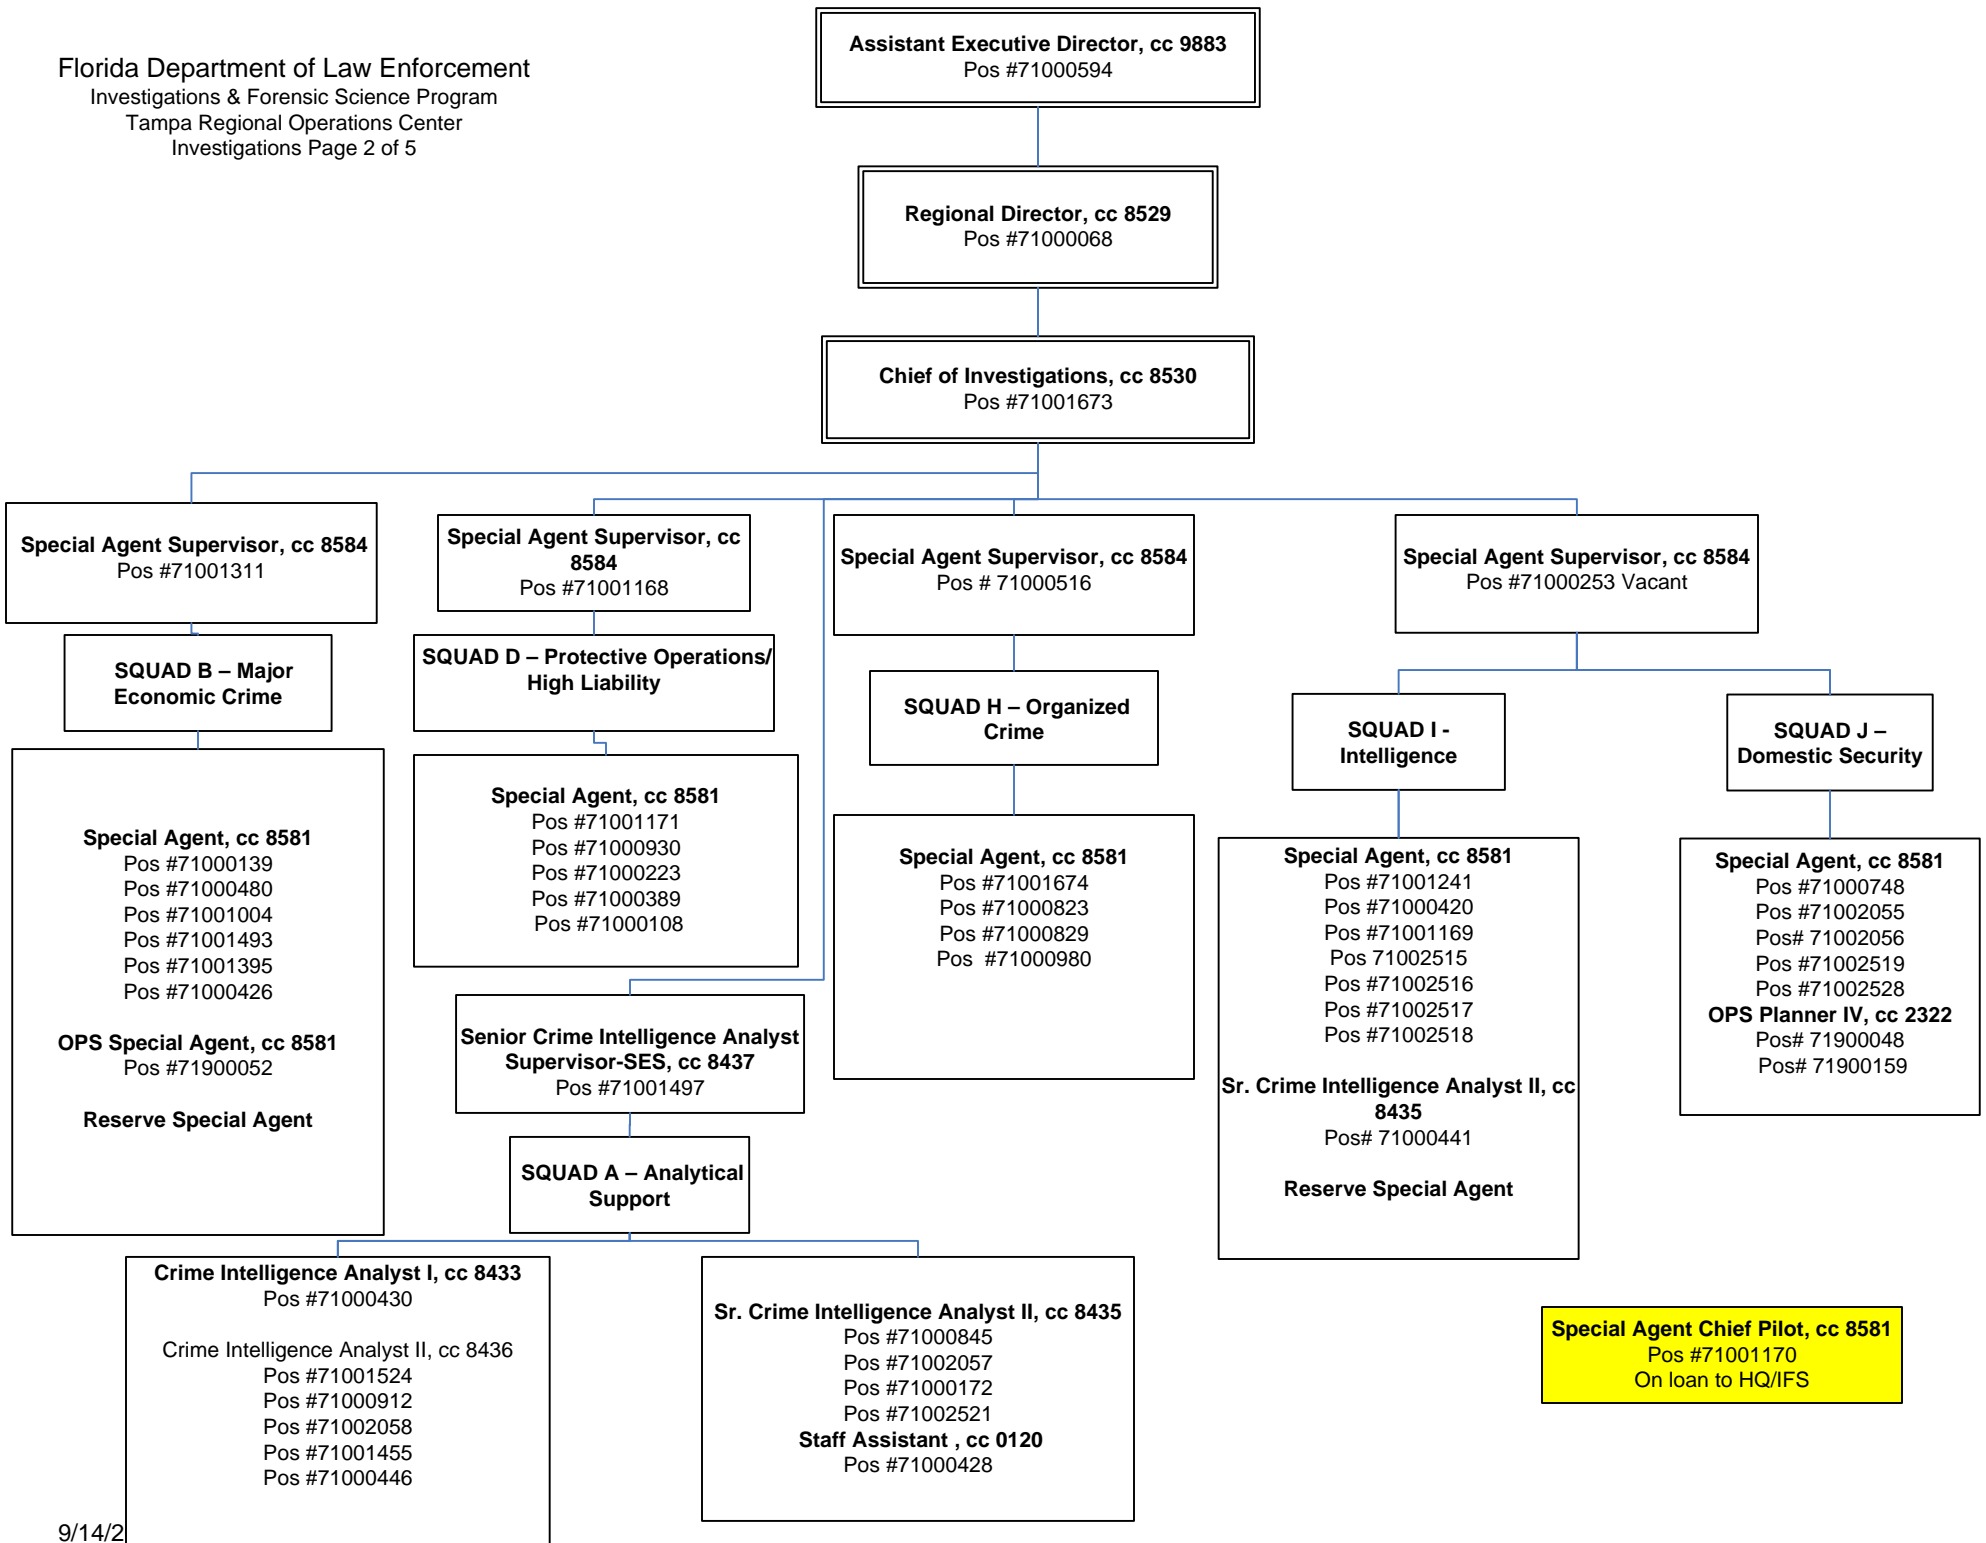 Florida Department of Law Enforcement
Investigations & Forensic Science Program
Tampa Regional Operations Center
Investigations Page 2 of 5
Assistant Executive Director, cc 9883
Pos #71000594
Regional Director, cc 8529
Pos #71000068
Chief of Investigations, cc 8530
Pos #71001673
Special Agent Supervisor, cc 8584
Pos #71001311
SQUAD B – Major
Economic Crime
Special Agent, cc 8581
Pos #71000139
Pos #71000480
Pos #71001004
Pos #71001493
Pos #71001395
Pos #71000426
OPS Special Agent, cc 8581
Pos #71900052
Reserve Special Agent
Special Agent Supervisor, cc
8584
Pos #71001168
SQUAD D – Protective Operations/
High Liability
Special Agent, cc 8581
Pos #71001171
Pos #71000930
Pos #71000223
Pos #71000389
Pos #71000108
Special Agent Supervisor, cc 8584
Pos # 71000516
SQUAD H – Organized
Crime
Special Agent, cc 8581
Pos #71001674
Pos #71000823
Pos #71000829
Pos  #71000980
Special Agent Supervisor, cc 8584
Pos #71000253 Vacant
SQUAD I -
Intelligence
Special Agent, cc 8581
Pos #71001241
Pos #71000420
Pos #71001169
Pos 71002515
Pos #71002516
Pos #71002517
Pos #71002518
Sr. Crime Intelligence Analyst II, cc
8435
Pos# 71000441
Reserve Special Agent
SQUAD J –
Domestic Security
Special Agent, cc 8581
Pos #71000748
Pos #71002055
Pos# 71002056
Pos #71002519
Pos #71002528
OPS Planner IV, cc 2322
Pos# 71900048
Pos# 71900159
Senior Crime Intelligence Analyst
Supervisor-SES, cc 8437
Pos #71001497
SQUAD A – Analytical
Support
Crime Intelligence Analyst I, cc 8433
Pos #71000430
Crime Intelligence Analyst II, cc 8436
Pos #71001524
Pos #71000912
Pos #71002058
Pos #71001455
Pos #71000446
Sr. Crime Intelligence Analyst II, cc 8435
Pos #71000845
Pos #71002057
Pos #71000172
Pos #71002521
Staff Assistant , cc 0120
Pos #71000428
Special Agent Chief Pilot, cc 8581
Pos #71001170
On loan to HQ/IFS
9/14/2